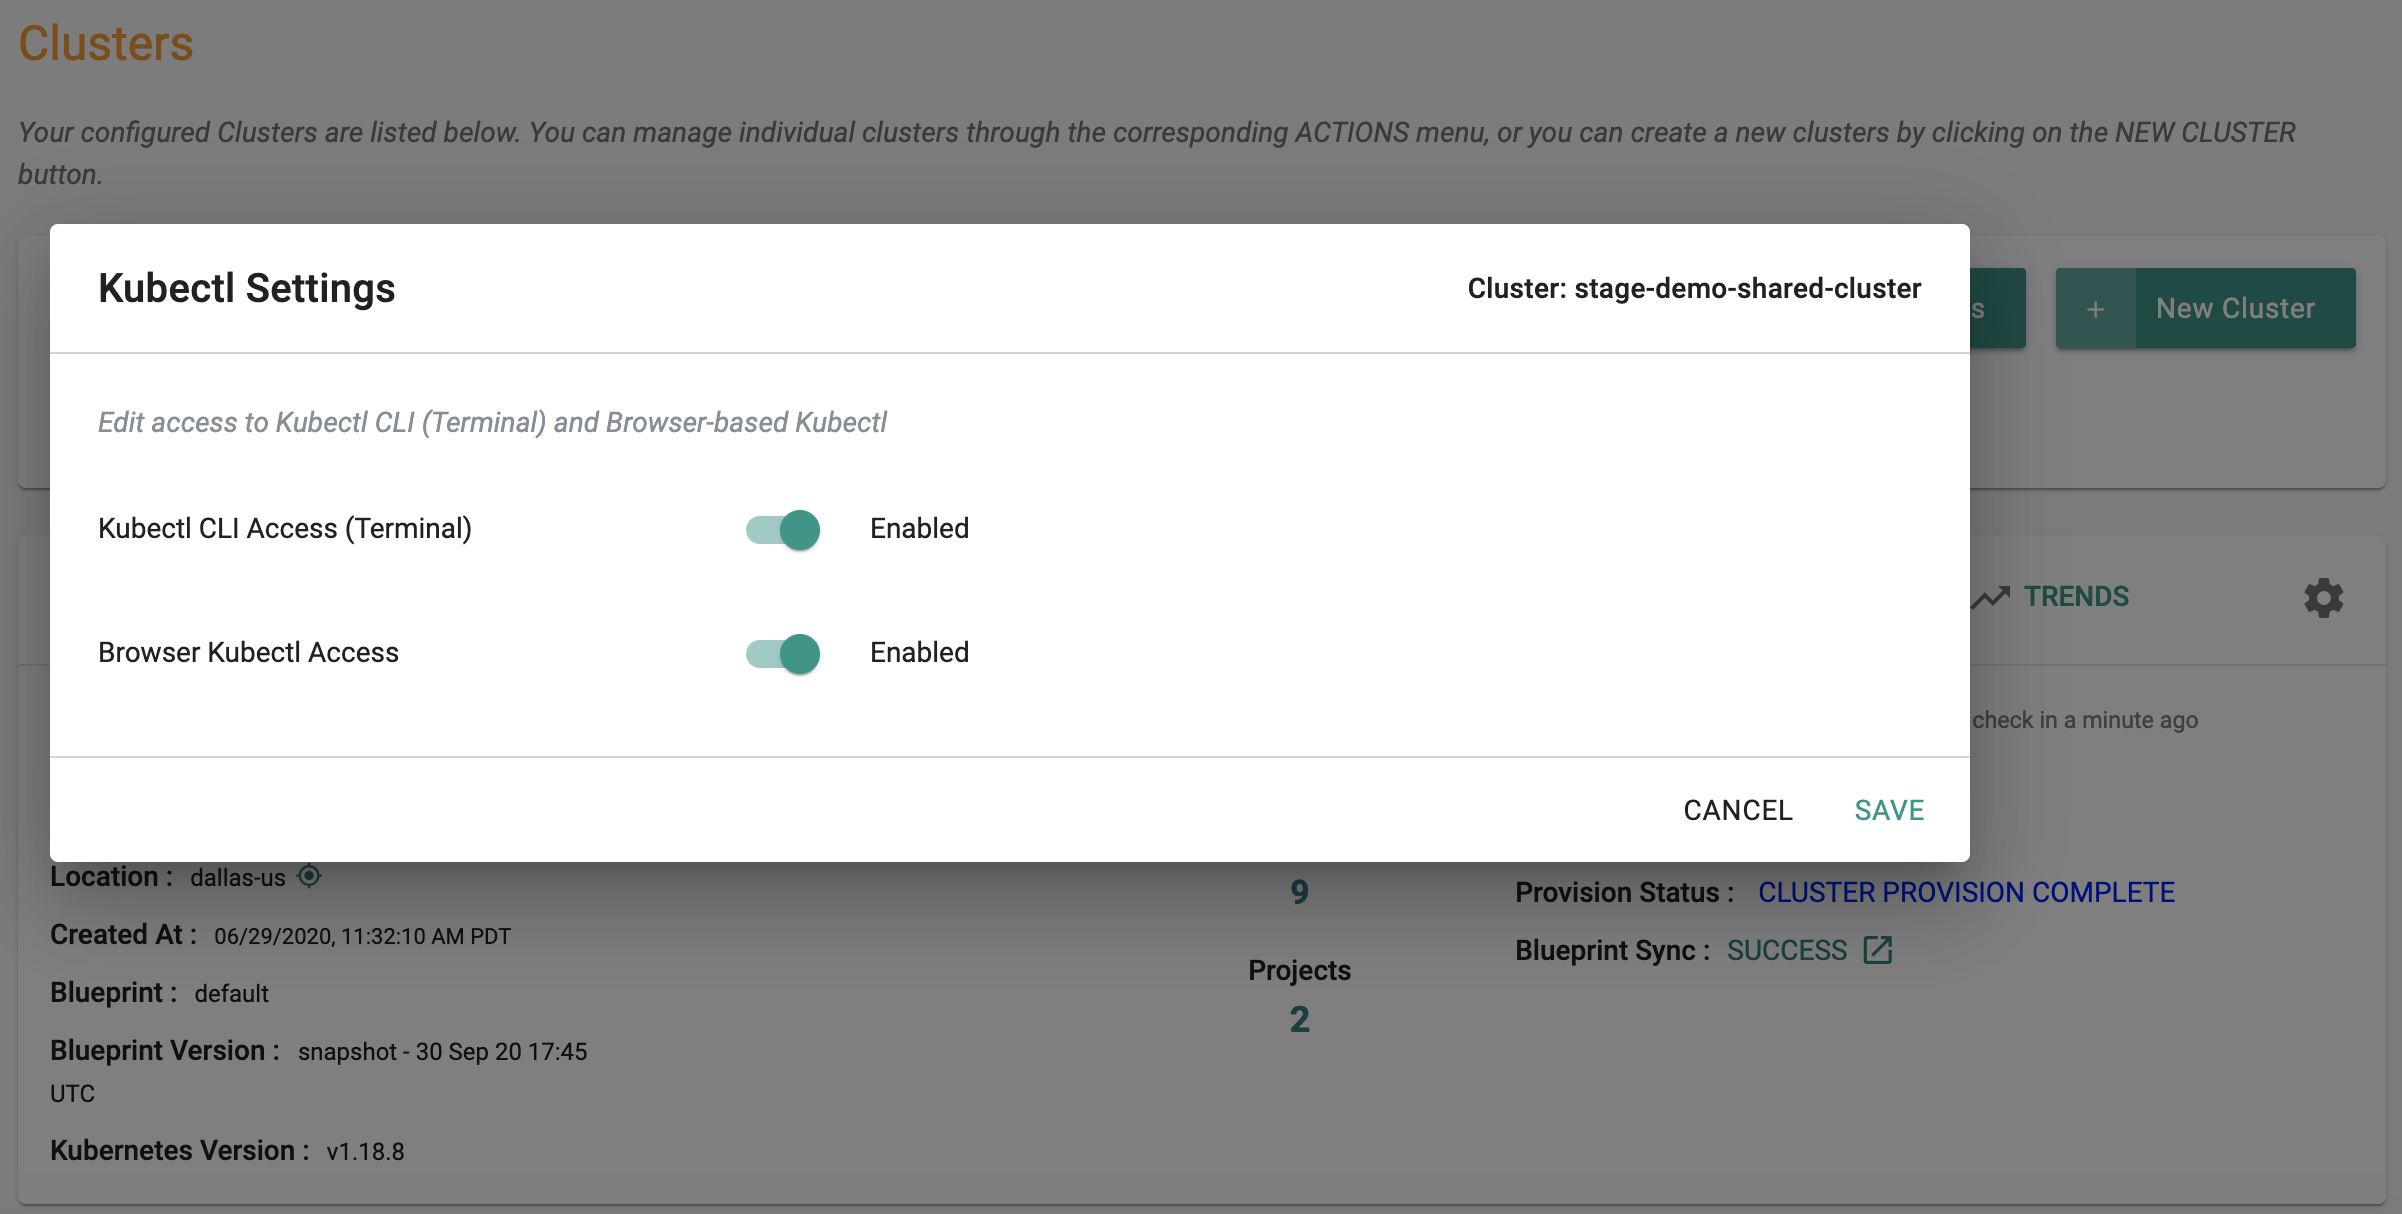 Clusters
Your configured Clusters are listed below. You can manage individual clusters through the corresponding ACTIONS menu, or you can create a new clusters by clicking on the NEW CLUSTER
button.
Kubectl Settings
Cluster: stage-demo-shared-cluster
s
+ New Cluster
Edit access to Kubectl CLI (Terminal) and Browser-based Kubectl
Kubectl CLI Access (Terminal) Enabled
Browser Kubectl Access Enabled
CANCEL SAVE
TRENDS
check in a minute ago
Location : dallas-us
Created At : 06/29/2020, 11:32:10 AM PDT
Blueprint : default
Blueprint Version : snapshot - 30 Sep 20 17:45
UTC
Kubernetes Version : v1.18.8
9
Projects
2
Provision Status : CLUSTER PROVISION COMPLETE
Blueprint Sync : SUCCESS